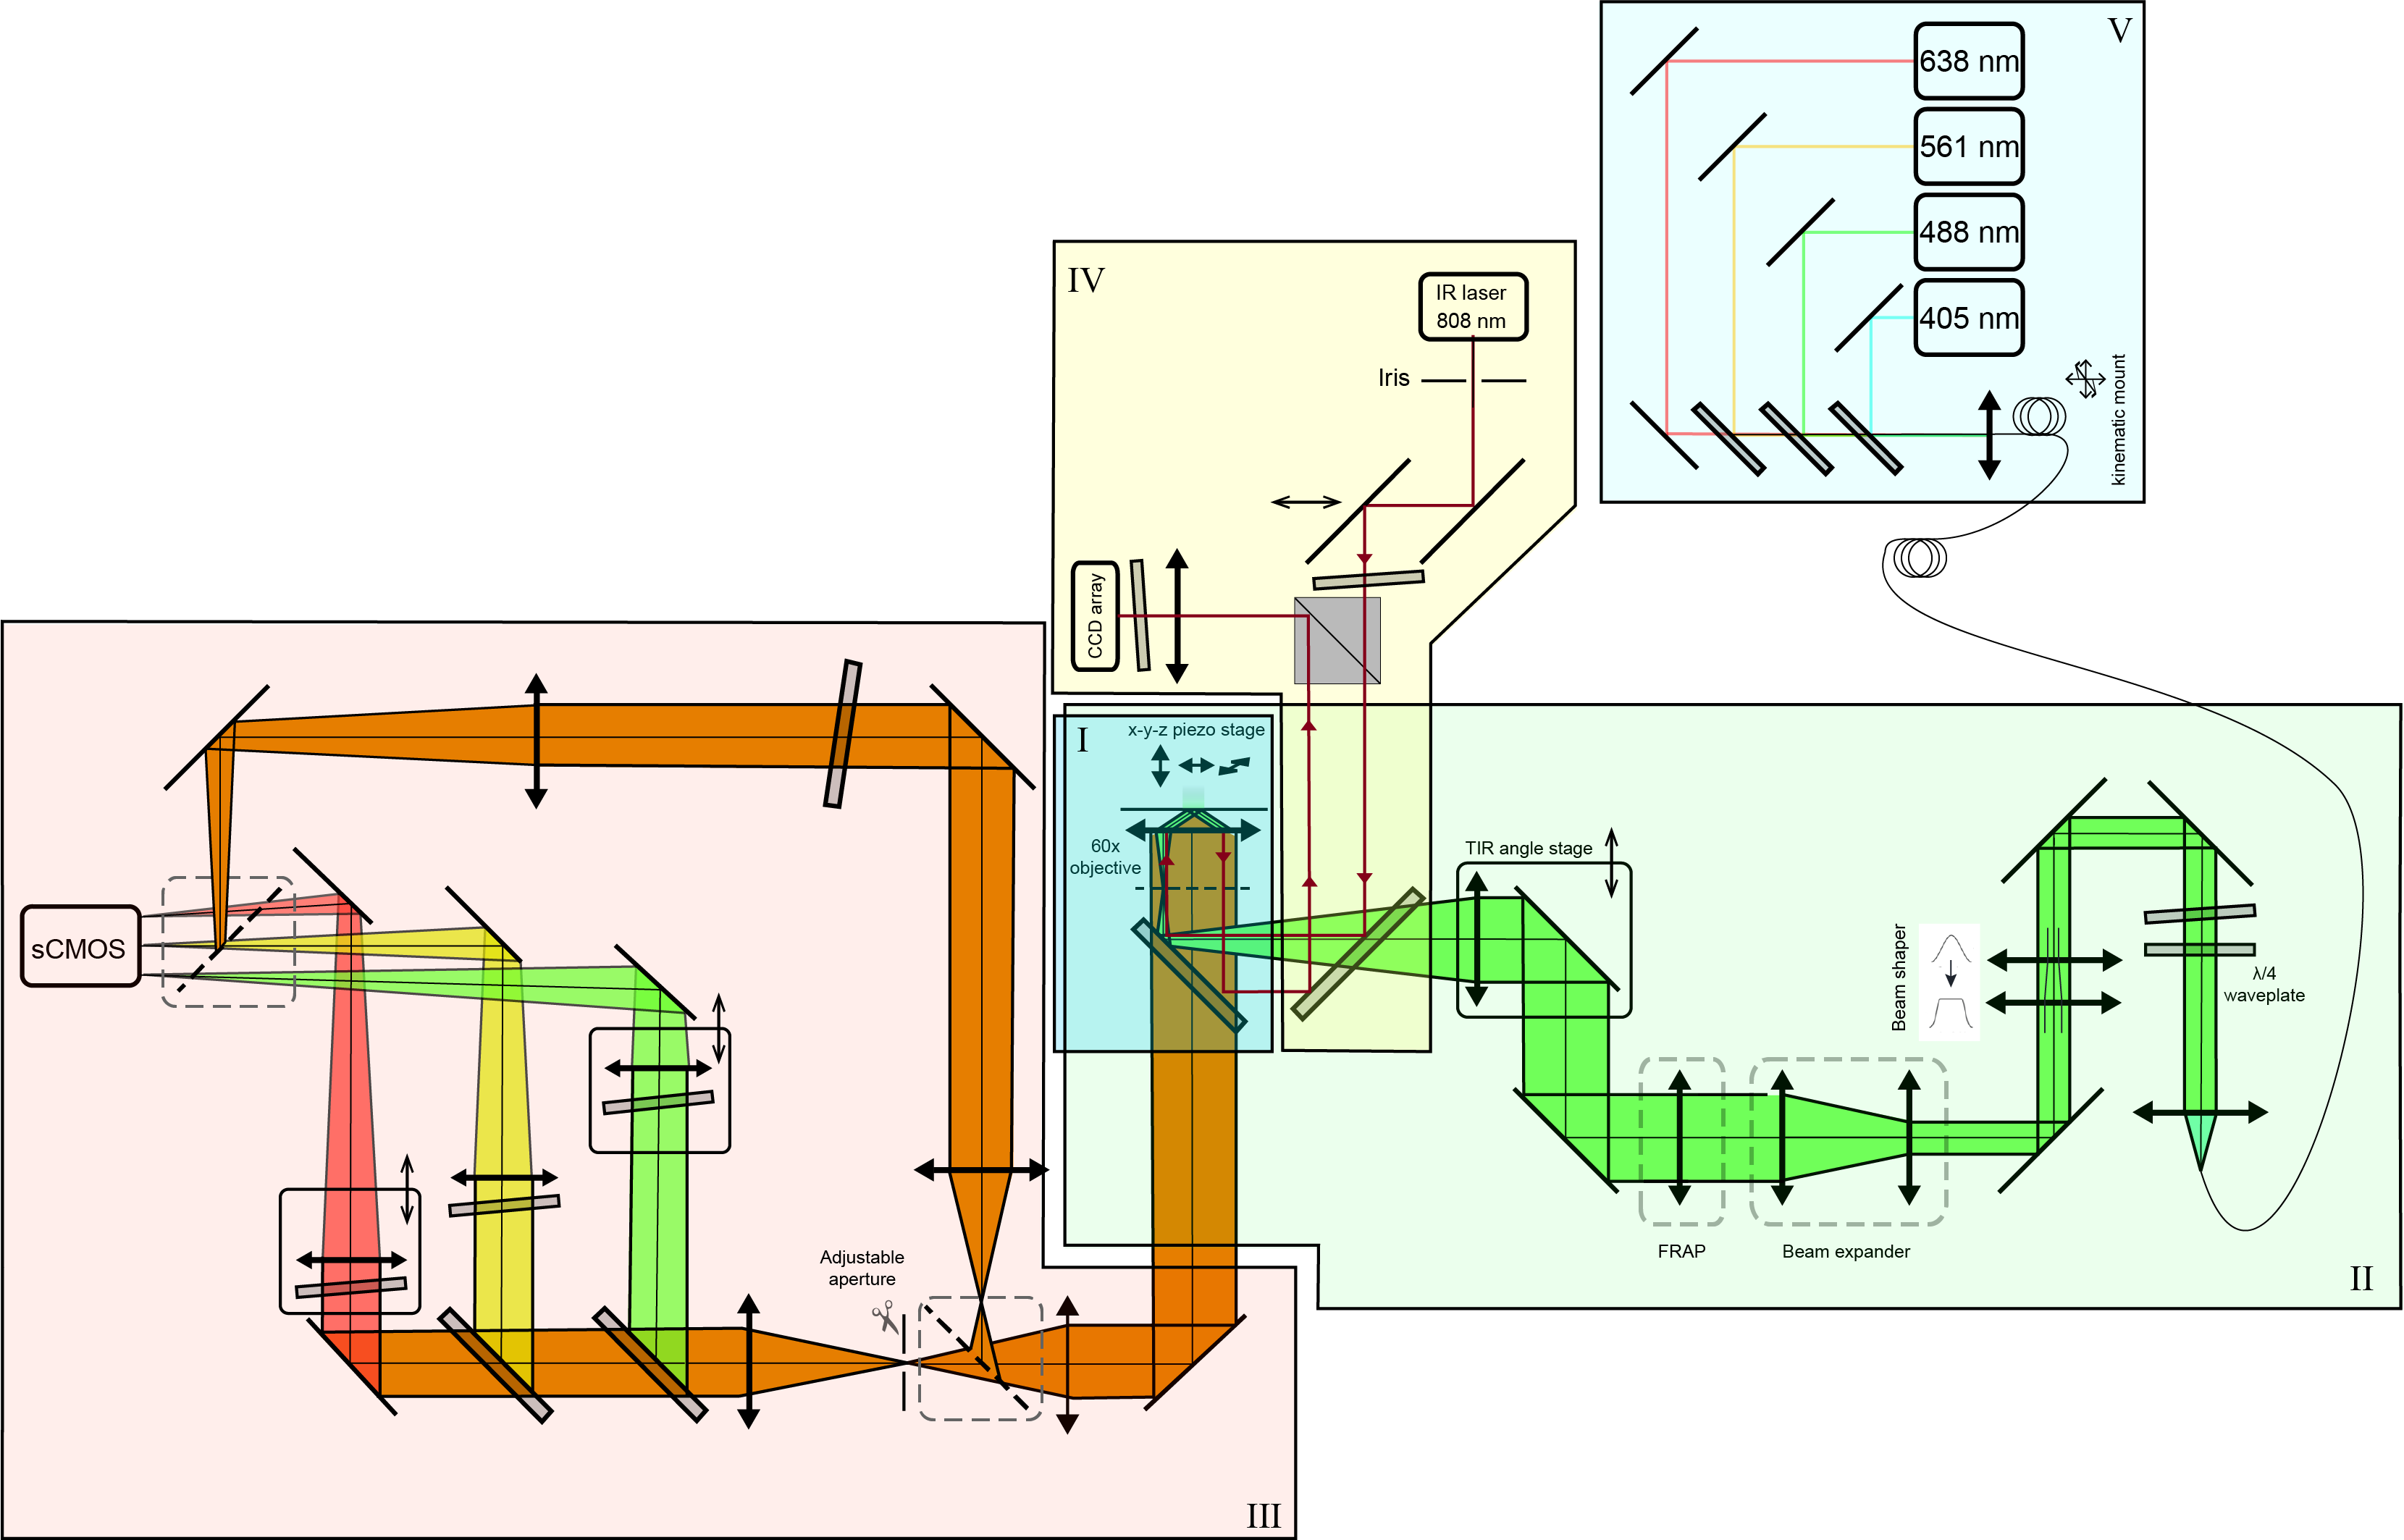 V
638 nm
561 nm
488 nm
405 nm
kinematic mount
IV
IR laser
808 nm
Iris
CCD array
I
x-y-z piezo stage
60x
objective
TIR angle stage
Beam shaper
λ/4
waveplate
sCMOS
FRAP
Beam expander
Adjustable
aperture
II
III